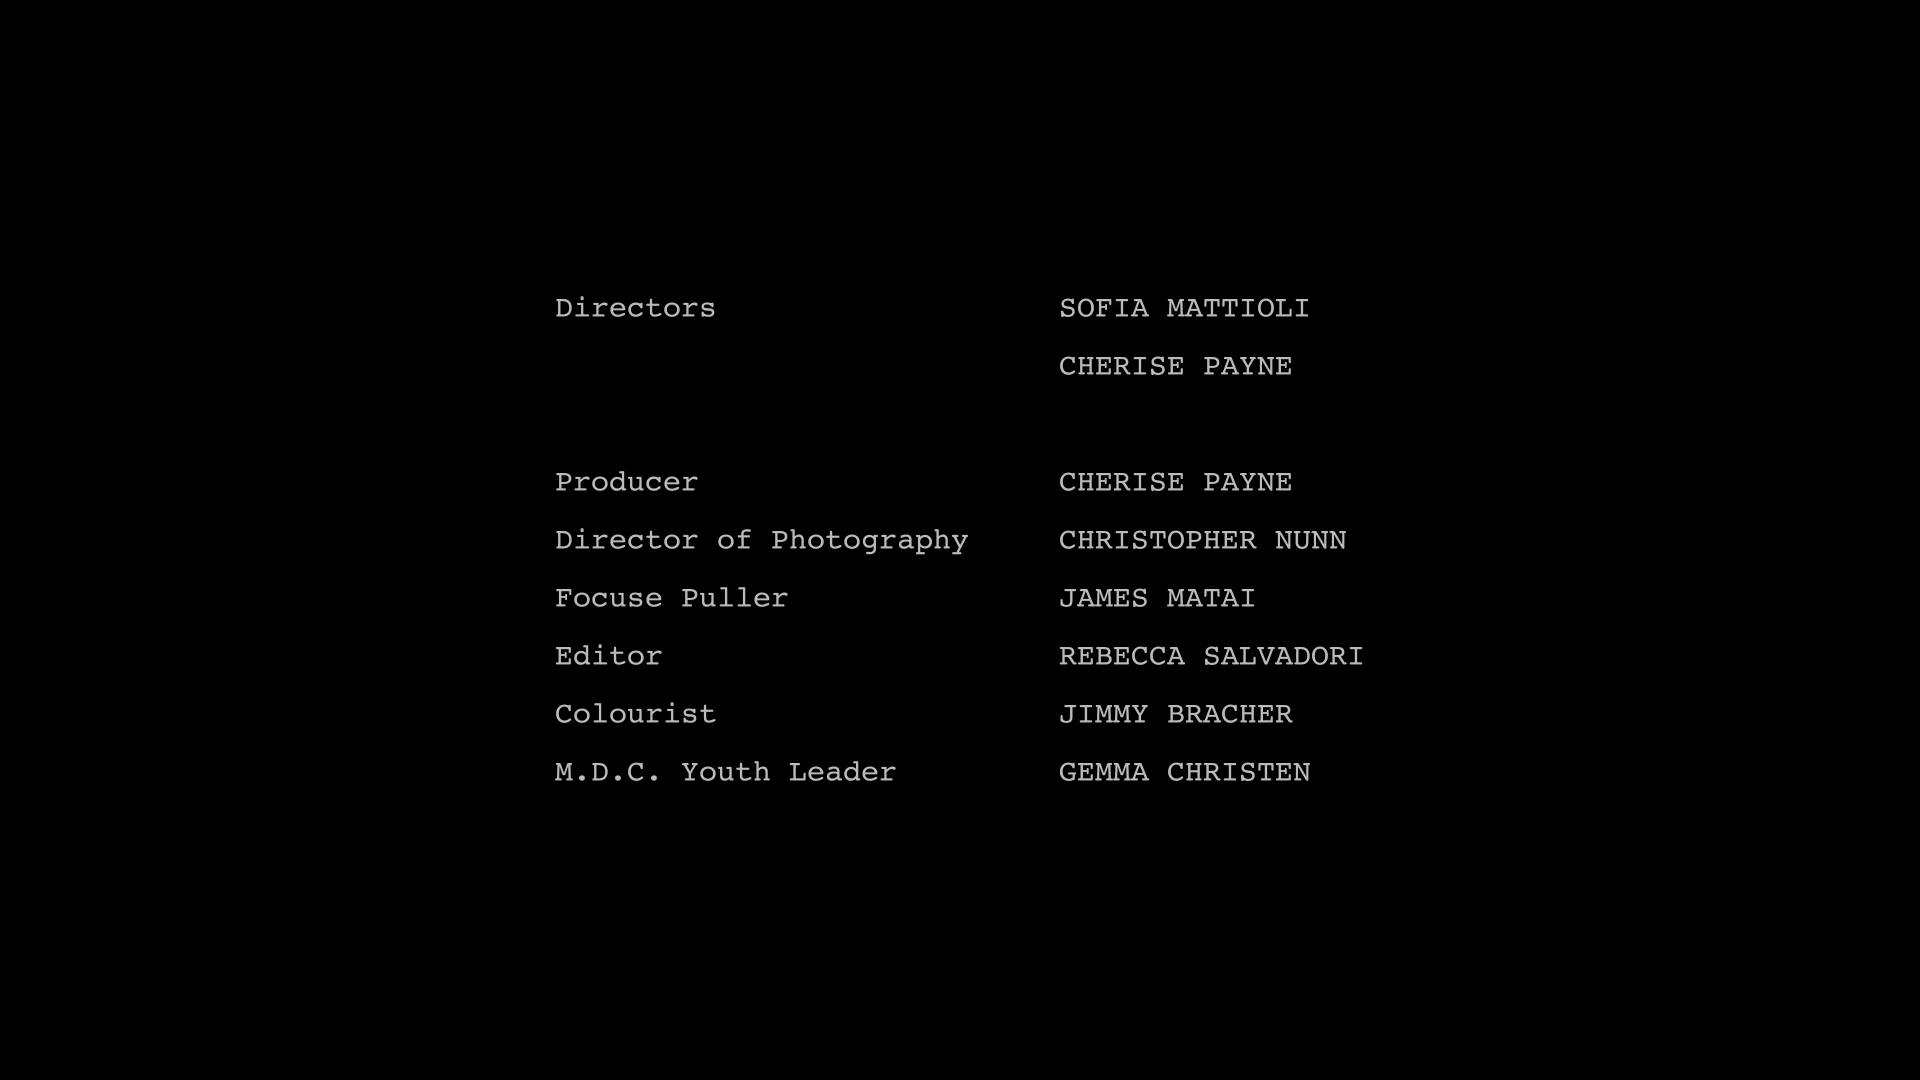 Directors SOFIA MATTIOLI
CHERISE PAYNE
Producer CHERISE PAYNE
Director of Photography CHRISTOPHER NUNN
Focuse Puller JAMES MATAI
Editor REBECCA SALVADORI
Colourist JIMMY BRACHER
M.D.C. Youth Leader GEMMA CHRISTEN